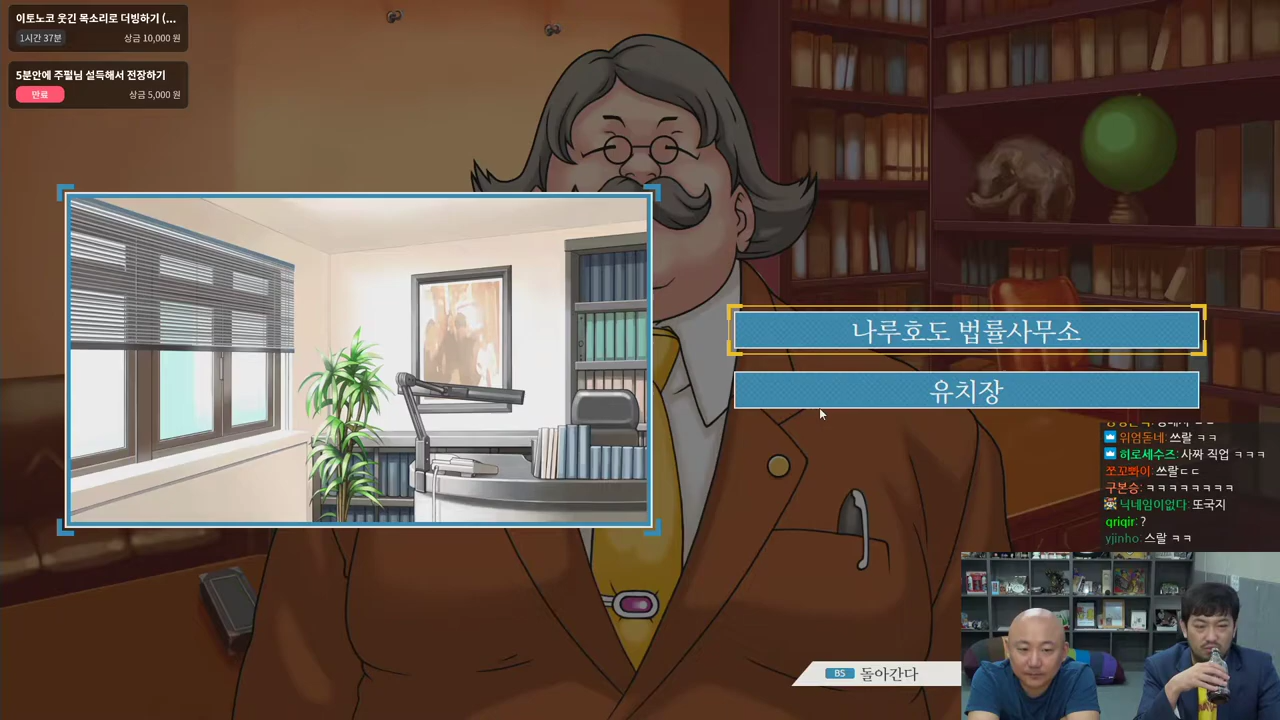 이토노코 웃긴 목소리로 더빙하기 (...
1시간 37분 상금 10,000 원
5분안에 주펄님 설득해서 전장하기
만료 상금 5,000 원
나루호도 법률사무소
유치장
위엄돋네: 쓰랄 ㅋㅋ
히로세수즈: 사짜 직업 ㅋㅋㅋ
쪼꼬빠이: 쓰랄ㄷㄷ
구본승: ㅋㅋㅋㅋㅋㅋㅋㅋ
닉네임이없다: 또국지
qriqir: ?
yjinho: 스랄 ㅋㅋ
BS 돌아간다